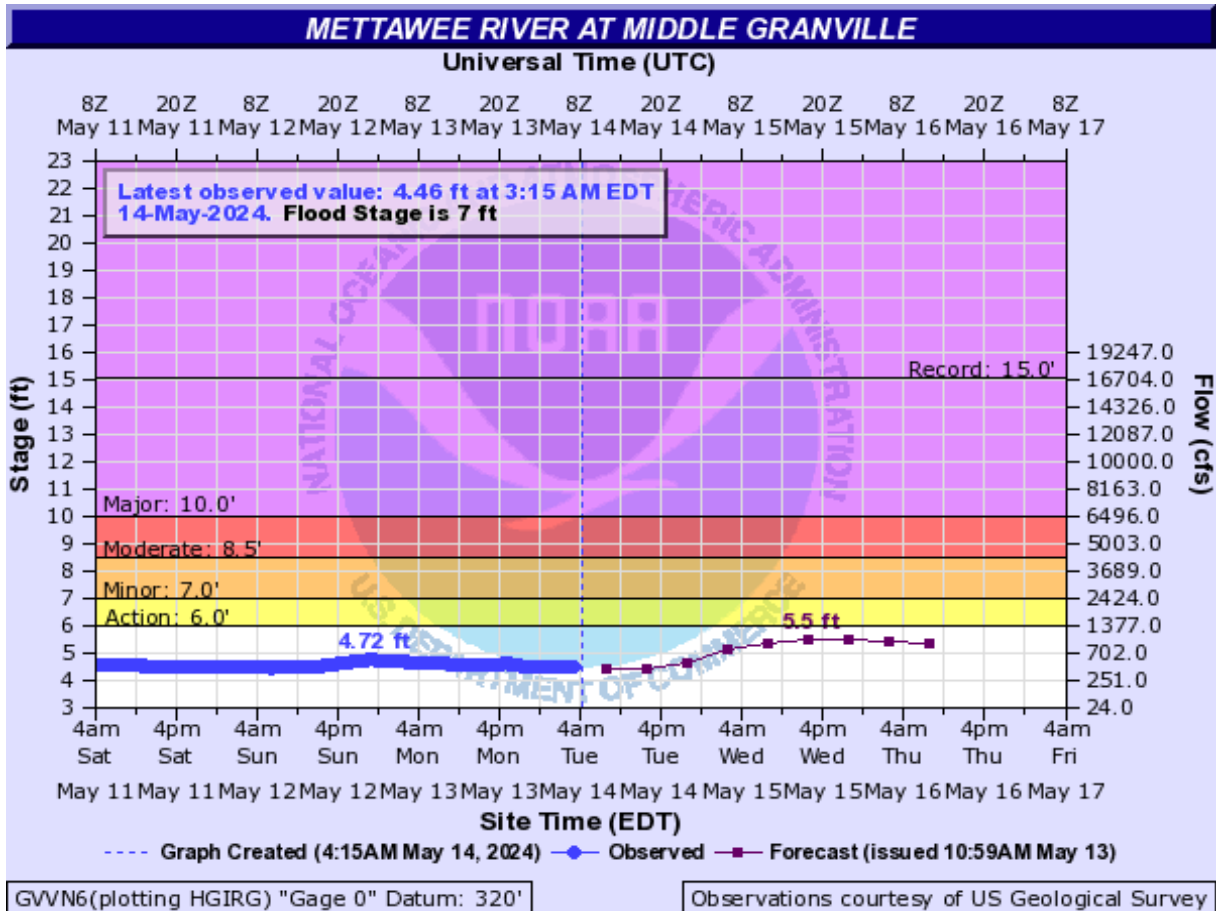 METTAWEE RIVER AT MIDDLE GRANVILLE
Universal Time (UTC)
8Z 20Z 8Z 20Z 8Z 20Z 8Z 20Z 8Z 20Z 8Z 20Z 8Z
May 11 May 11 May 12 May 12 May 13 May 13 May 14 May 14 May 15 May 15 May 16 May 16 May 17
Latest observed value: 4.46 ft at 3:15 AM EDT
14-May-2024. Flood Stage is 7 ft
NATIONAL OCEANIC AND ATMOSPHERIC ADMINISTRATION
NOAA
U.S. DEPARTMENT OF COMMERCE
Stage (ft)
23
22
21
20
19
18
17
16
15
14
13
12
11
10
9
8
7
6
5
4
3
Record: 15.0'
Major: 10.0'
Moderate: 8.5'
Minor: 7.0'
Action: 6.0'
4.72 ft
5.5 ft
19247.0
16704.0
14326.0
12087.0
10000.0
8163.0
6496.0
5003.0
3689.0
2424.0
1377.0
702.0
251.0
24.0
Flow (cfs)
4am 4pm 4am 4pm 4am 4pm 4am 4pm 4am 4pm 4am 4pm 4am
Sat Sat Sun Sun Mon Mon Tue Tue Wed Wed Thu Thu Fri
May 11 May 11 May 12 May 12 May 13 May 13 May 14 May 14 May 15 May 15 May 16 May 16 May 17
Site Time (EDT)
Graph Created (4:15AM May 14, 2024) Observed Forecast (issued 10:59AM May 13)
GVVN6(plotting HGIRG) "Gage 0" Datum: 320'
Observations courtesy of US Geological Survey